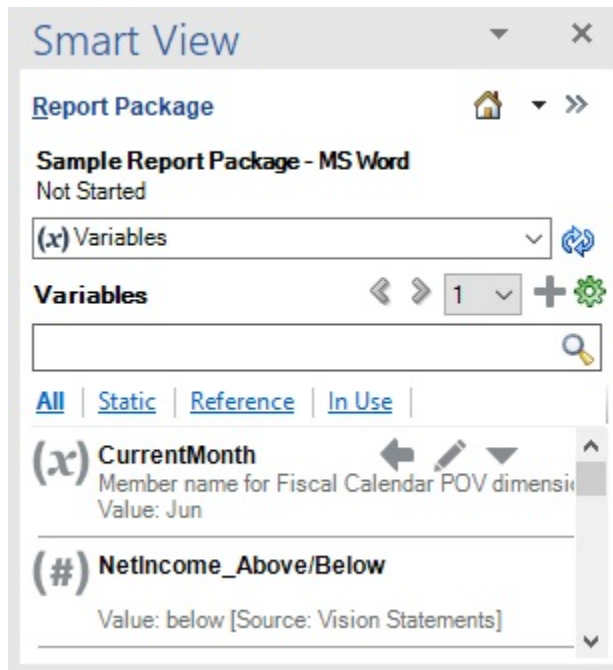 Smart View
Report Package
Sample Report Package - MS Word
Not Started
(x) Variables
Variables
1
All | Static | Reference | In Use |
(x) CurrentMonth
Member name for Fiscal Calendar POV dimensi
Value: Jun
(#) NetIncome_Above/Below
Value: below [Source: Vision Statements]